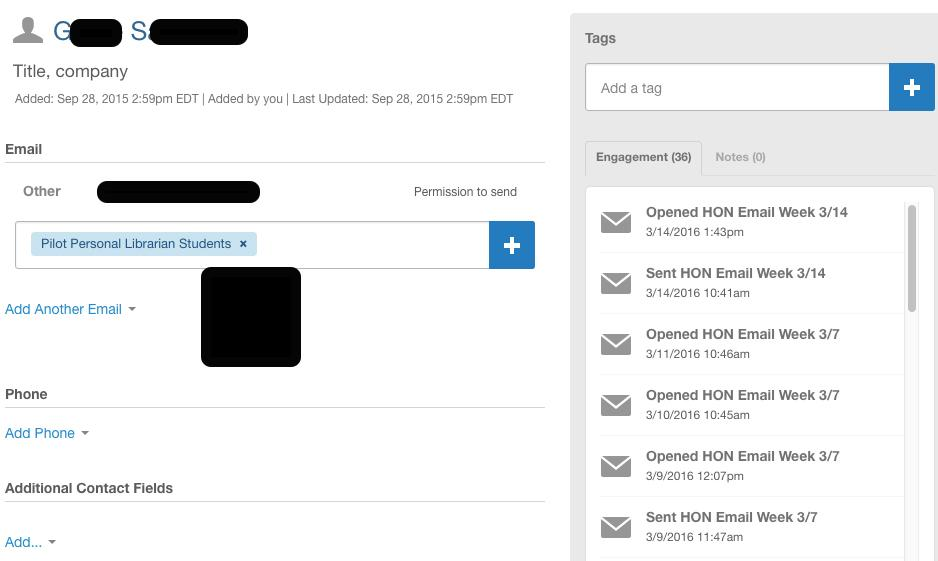 G S
Title, company
Added: Sep 28, 2015 2:59pm EDT | Added by you | Last Updated: Sep 28, 2015 2:59pm EDT
Email
Other
Permission to send
Pilot Personal Librarian Students ×
+
Add Another Email
Phone
Add Phone
Additional Contact Fields
Add...
Tags
Add a tag
+
Engagement (36) Notes (0)
Opened HON Email Week 3/14
3/14/2016 1:43pm
Sent HON Email Week 3/14
3/14/2016 10:41am
Opened HON Email Week 3/7
3/11/2016 10:46am
Opened HON Email Week 3/7
3/10/2016 10:45am
Opened HON Email Week 3/7
3/9/2016 12:07pm
Sent HON Email Week 3/7
3/9/2016 11:47am